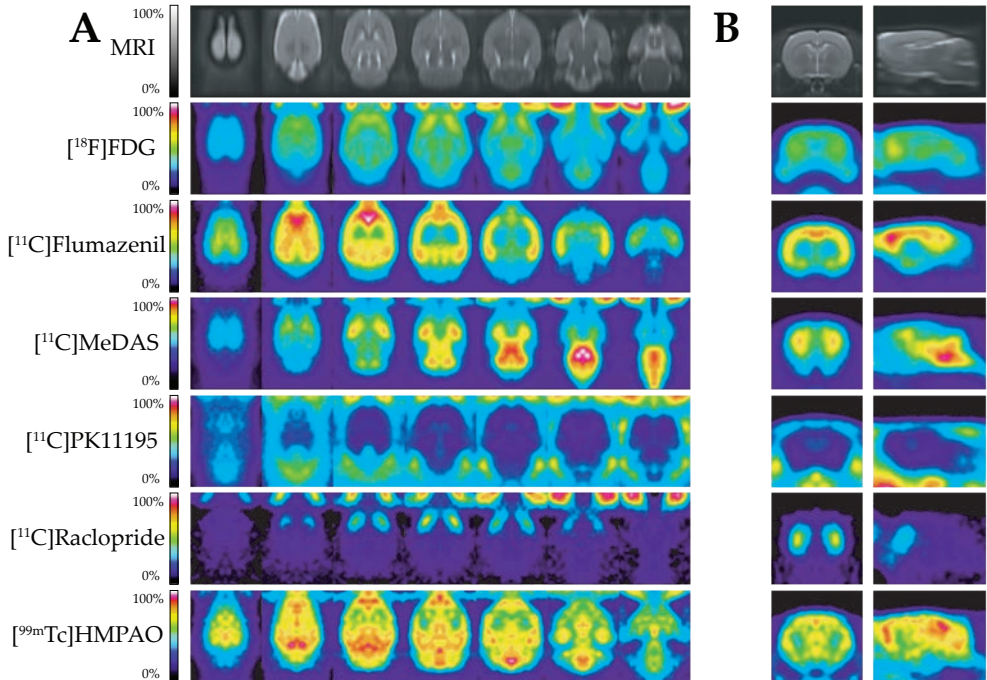 A
B
100%
MRI
0%
100%
[¹⁸F]FDG
0%
100%
[¹¹C]Flumazenil
0%
100%
[¹¹C]MeDAS
0%
100%
[¹¹C]PK11195
0%
100%
[¹¹C]Raclopride
0%
100%
[⁹⁹ᵐTc]HMPAO
0%